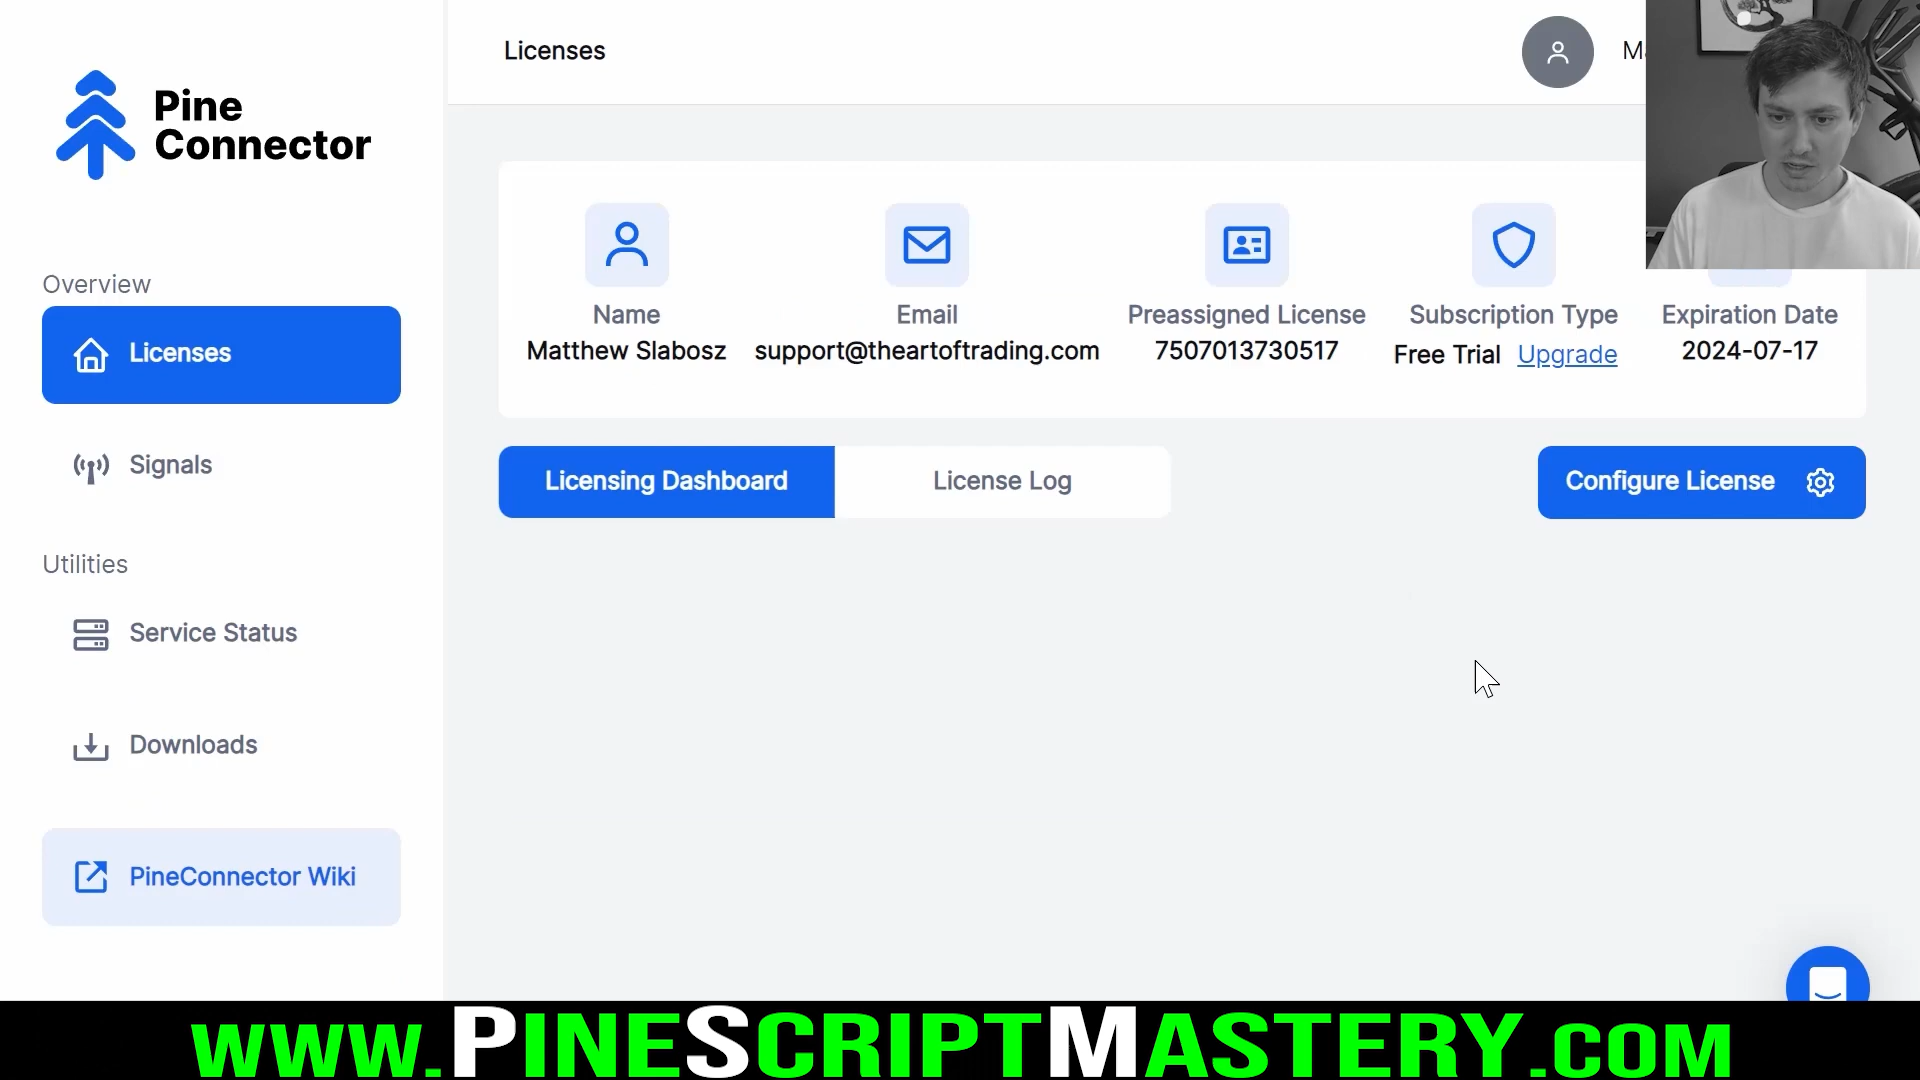 Pine
Connector
Licenses
Overview
Licenses
Signals
Utilities
Service Status
Downloads
PineConnector Wiki
Name
Matthew Slabosz
Email
support@theartoftrading.com
Preassigned License
7507013730517
Subscription Type
Free Trial Upgrade
Expiration Date
2024-07-17
Licensing Dashboard
License Log
Configure License
www.PineScriptMastery.com